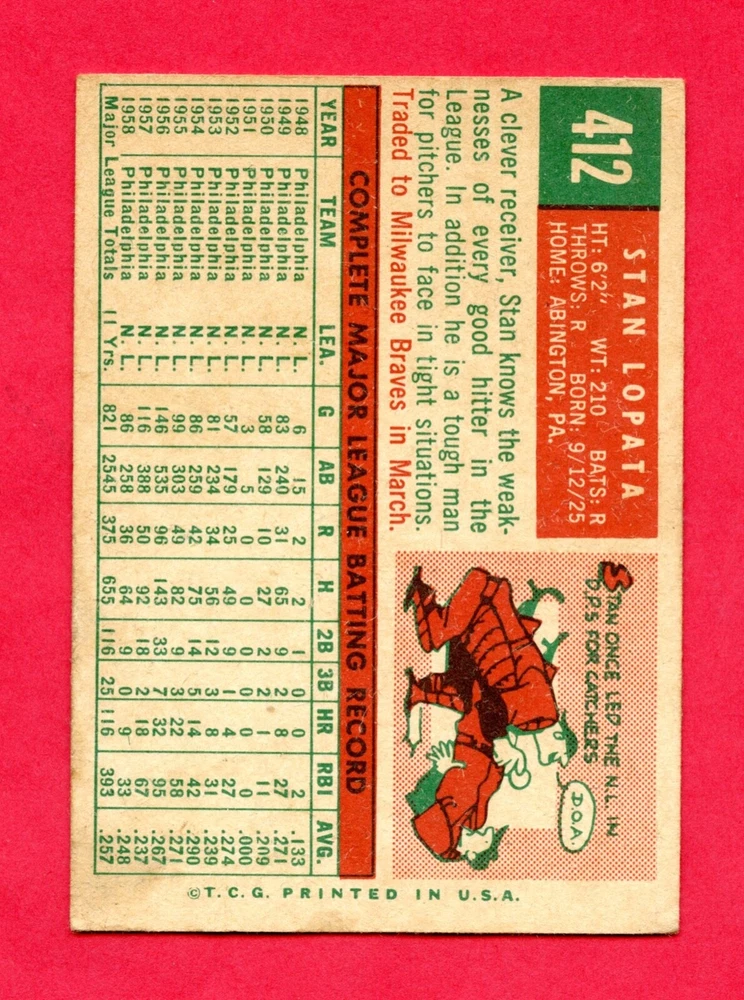 412
STAN LOPATA
HT: 6'2" WT: 210 BATS: R
THROWS: R BORN: 9/12/25
HOME: ABINGTON, PA.
A clever receiver, Stan knows the weak-
nesses of every good hitter in the
League. In addition he is a tough man
for pitchers to face in tight situations.
Traded to Milwaukee Braves in March.
STAN ONCE LED THE N.L. IN
D.P.'S FOR CATCHERS
D.O.A.
COMPLETE MAJOR LEAGUE BATTING RECORD
YEAR TEAM LEA. G AB R H 2B 3B HR RBI AVG.
1948 Philadelphia N. L. 6 15 2 2 1 0 0 2 .133
1949 Philadelphia N. L. 83 240 31 65 9 2 8 27 .271
1950 Philadelphia N. L. 58 129 10 27 2 2 1 11 .209
1951 Philadelphia N. L. 3 5 0 0 0 0 0 0 .000
1952 Philadelphia N. L. 57 179 25 49 9 1 4 27 .274
1953 Philadelphia N. L. 81 234 34 56 12 3 8 31 .239
1954 Philadelphia N. L. 86 259 42 75 14 5 14 42 .290
1955 Philadelphia N. L. 99 303 49 82 9 3 22 58 .271
1956 Philadelphia N. L. 146 535 96 143 33 7 32 95 .267
1957 Philadelphia N. L. 116 388 50 92 18 2 18 67 .237
1958 Philadelphia N. L. 86 258 36 64 9 0 9 33 .248
Major League Totals 11 Yrs. 821 2545 375 655 116 25 116 393 .257
©T.C.G. PRINTED IN U.S.A.